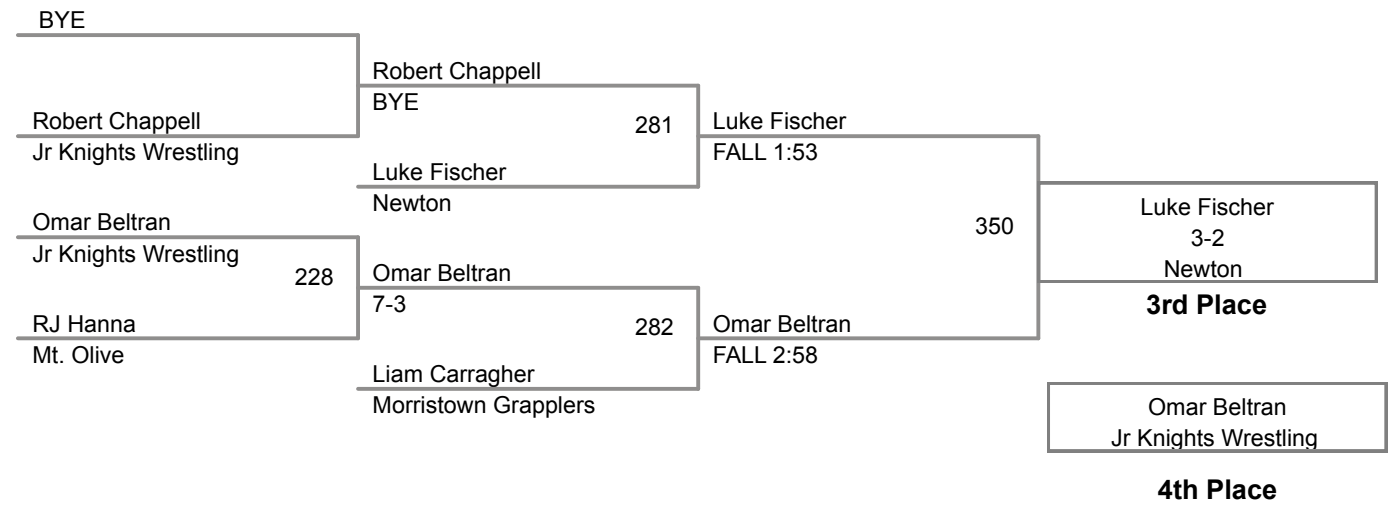 BYE
Robert Chappell
Jr Knights Wrestling
Omar Beltran
Jr Knights Wrestling
228
RJ Hanna
Mt. Olive
Robert Chappell
BYE
281
Luke Fischer
Newton
Omar Beltran
7-3
282
Liam Carragher
Morristown Grapplers
Luke Fischer
FALL 1:53
350
Omar Beltran
FALL 2:58
Luke Fischer
3-2
Newton
3rd Place
Omar Beltran
Jr Knights Wrestling
4th Place